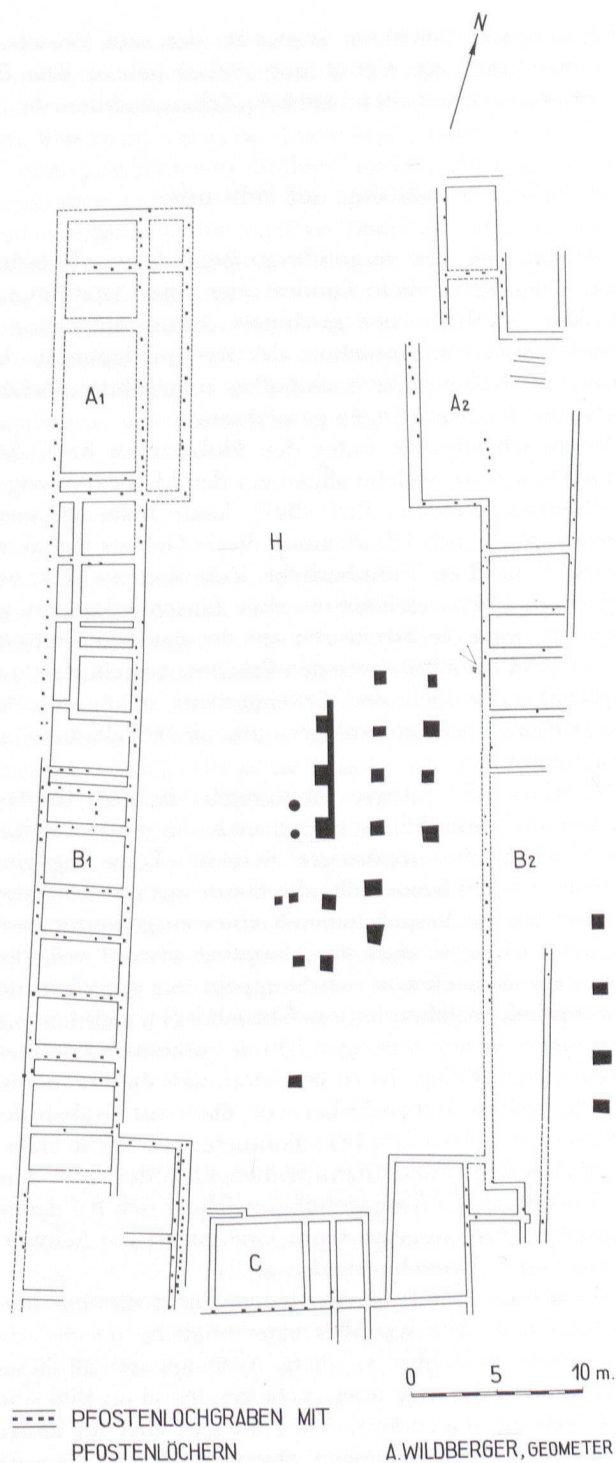 N
A1
A2
H
B1
B2
C
0 5 10 m.
PFOSTENLOCHGRABEN MIT
PFOSTENLÖCHERN
A.WILDBERGER, GEOMETER